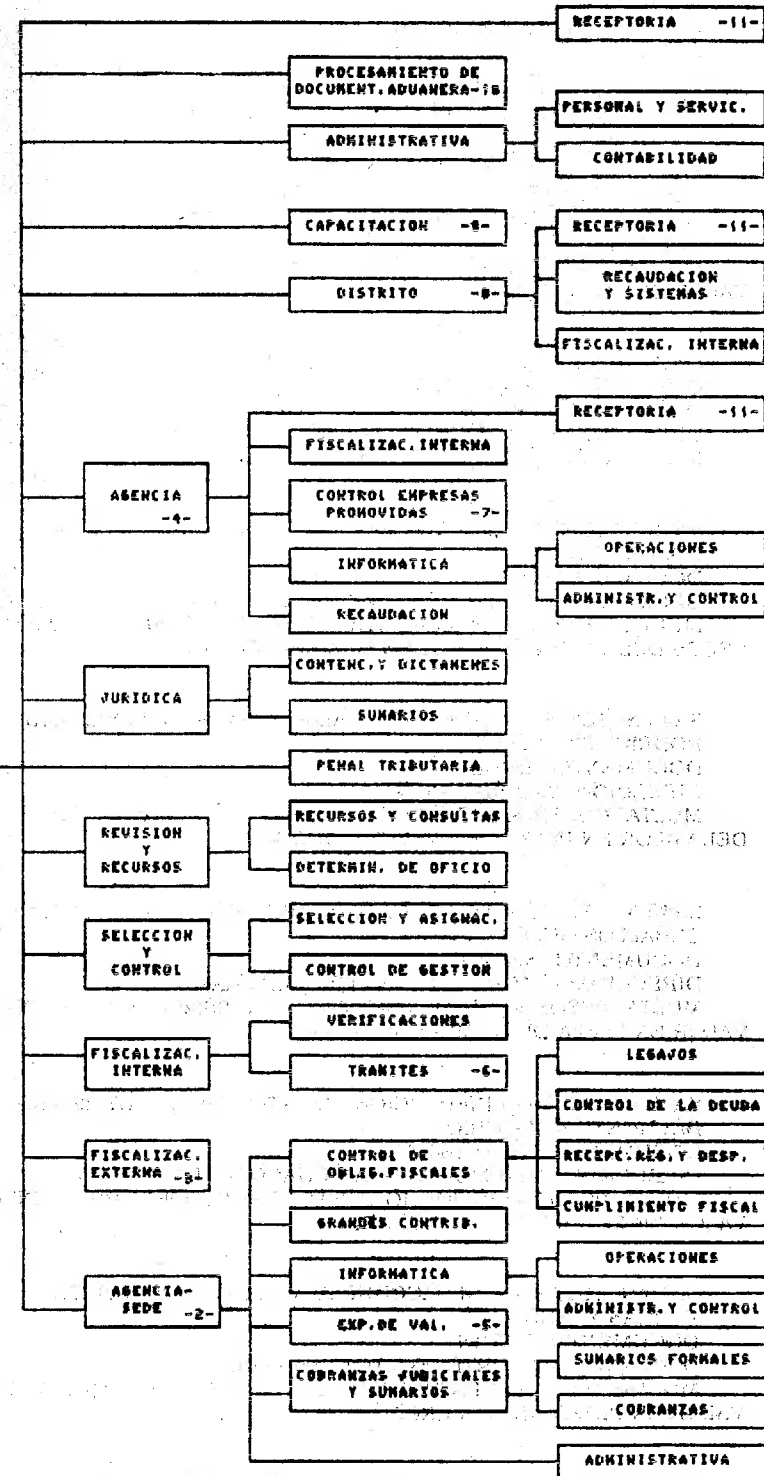 RECEPTORIA -11-
PROCESAMIENTO DE
DOCUMENT.ADUANERA-
ADMINISTRATIVA
PERSONAL Y SERVIC.
CONTABILIDAD
CAPACITACION
DISTRITO
RECEPTORIA -11-
RECAUDACION
Y SISTEMAS
FISCALIZAC. INTERNA
AGENCIA
-4-
RECEPTORIA -11-
FISCALIZAC.INTERNA
CONTROL EMPRESAS
PROMOVIDAS -7-
INFORMATICA
OPERACIONES
ADMINISTR.Y CONTROL
RECAUDACION
JURIDICA
CONTENC.Y DICTAMENES
SUMARIOS
PENAL TRIBUTARIA
REVISION
Y
RECURSOS
RECURSOS Y CONSULTAS
DETERMIN. DE OFICIO
SELECCION
Y
CONTROL
SELECCION Y ASIGNAC.
CONTROL DE GESTION
FISCALIZAC.
INTERNA
VERIFICACIONES
TRAMITES -6-
FISCALIZAC.
EXTERNA -3-
AGENCIA-
SEDE -2-
CONTROL DE
OBLIG.FISCALES
LEGAJOS
CONTROL DE LA DEUDA
RECEPC.REG.Y DESP.
CUMPLIMIENTO FISCAL
GRANDES CONTRIB.
INFORMATICA
OPERACIONES
ADMINISTR.Y CONTROL
EXP.DE VAL. -5-
COBRANZAS JUDICIALES
Y SUMARIOS
SUMARIOS FORMALES
COBRANZAS
ADMINISTRATIVA